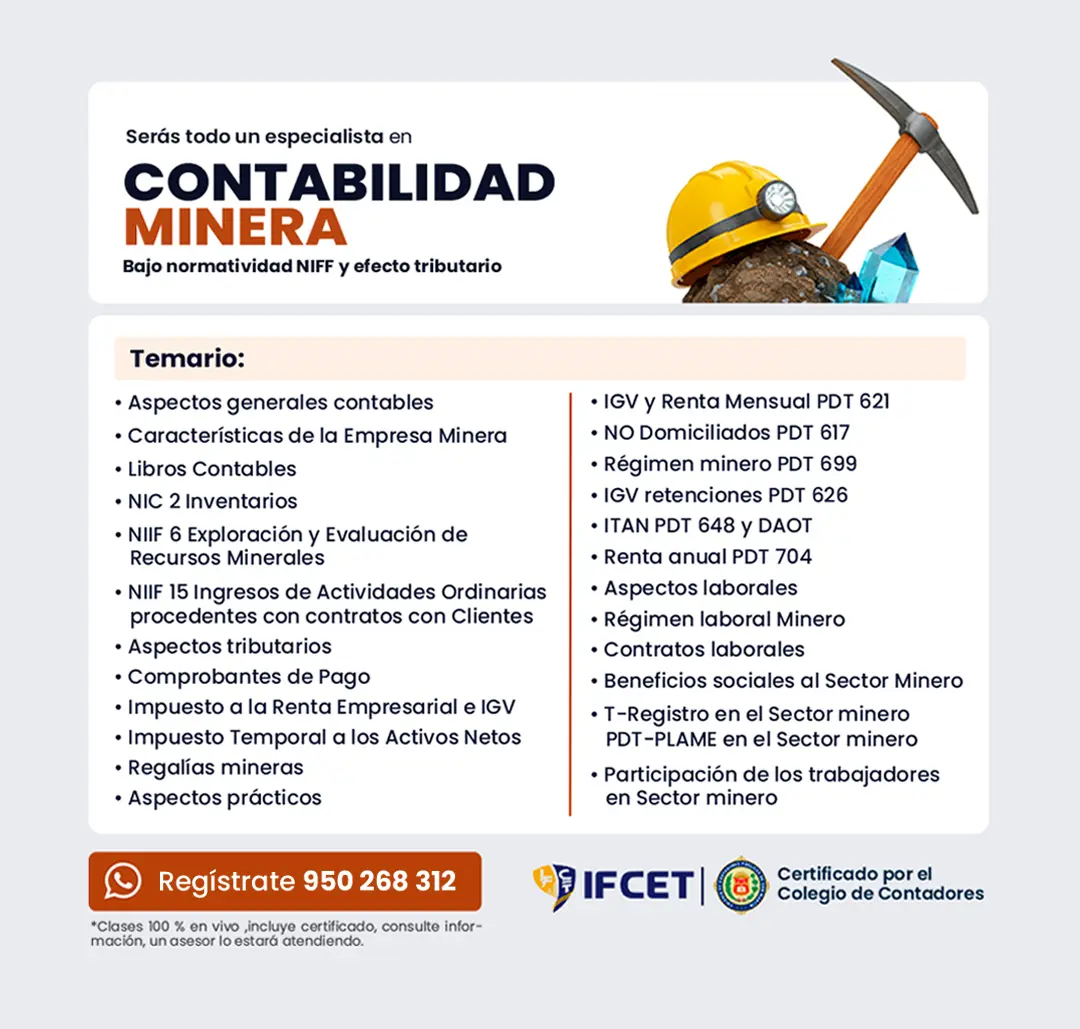 Serás todo un especialista en
CONTABILIDAD
MINERA
Bajo normatividad NIFF y efecto tributario
Temario:
• Aspectos generales contables
• Características de la Empresa Minera
• Libros Contables
• NIC 2 Inventarios
• NIIF 6 Exploración y Evaluación de
Recursos Minerales
• NIIF 15 Ingresos de Actividades Ordinarias
procedentes con contratos con Clientes
• Aspectos tributarios
• Comprobantes de Pago
• Impuesto a la Renta Empresarial e IGV
• Impuesto Temporal a los Activos Netos
• Regalías mineras
• Aspectos prácticos
• IGV y Renta Mensual PDT 621
• NO Domiciliados PDT 617
• Régimen minero PDT 699
• IGV retenciones PDT 626
• ITAN PDT 648 y DAOT
• Renta anual PDT 704
• Aspectos laborales
• Régimen laboral Minero
• Contratos laborales
• Beneficios sociales al Sector Minero
• T-Registro en el Sector minero
PDT-PLAME en el Sector minero
• Participación de los trabajadores
en Sector minero
Regístrate 950 268 312
*Clases 100 % en vivo ,incluye certificado, consulte infor-
mación, un asesor lo estará atendiendo.
IFCET
Certificado por el
Colegio de Contadores